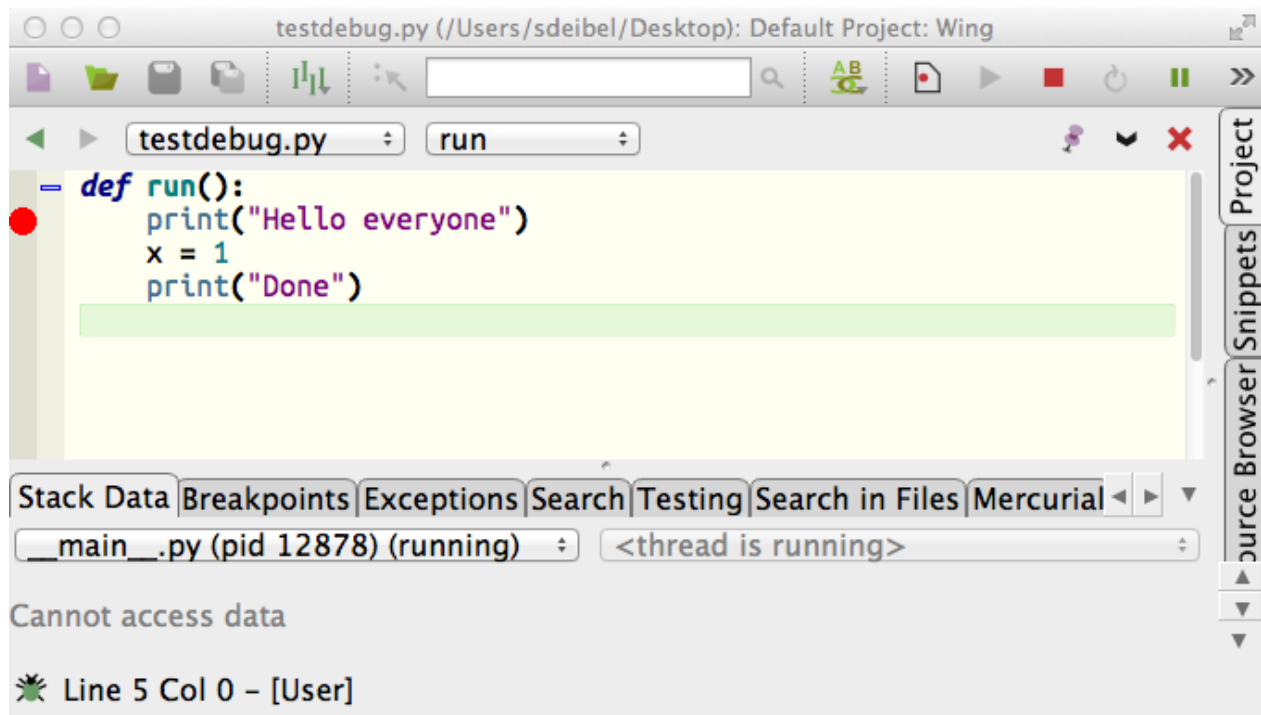 testdebug.py (/Users/sdeibel/Desktop): Default Project: Wing
AB
testdebug.py run
def run():
print("Hello everyone")
x = 1
print("Done")
Project
Snippets
ource Browser
Stack Data Breakpoints Exceptions Search Testing Search in Files Mercurial
__main__.py (pid 12878) (running) <thread is running>
Cannot access data
Line 5 Col 0 – [User]